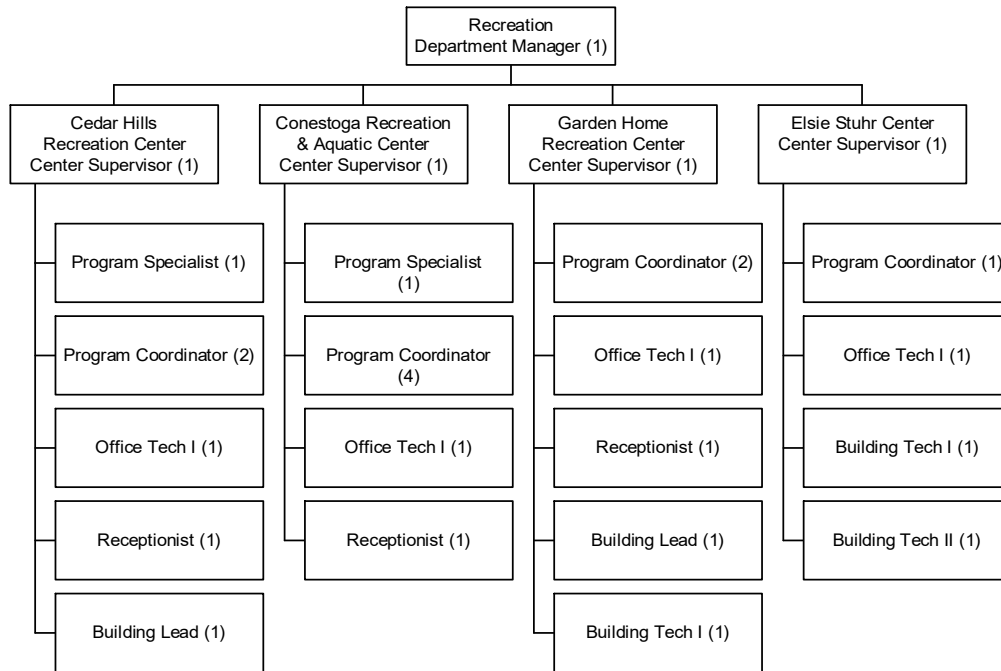 Recreation
Department Manager (1)
Cedar Hills
Recreation Center
Center Supervisor (1)
Conestoga Recreation
& Aquatic Center
Center Supervisor (1)
Garden Home
Recreation Center
Center Supervisor (1)
Elsie Stuhr Center
Center Supervisor (1)
Program Specialist (1)
Program Coordinator (2)
Office Tech I (1)
Receptionist (1)
Building Lead (1)
Program Specialist
(1)
Program Coordinator
(4)
Office Tech I (1)
Receptionist (1)
Program Coordinator (2)
Office Tech I (1)
Receptionist (1)
Building Lead (1)
Building Tech I (1)
Program Coordinator (1)
Office Tech I (1)
Building Tech I (1)
Building Tech II (1)